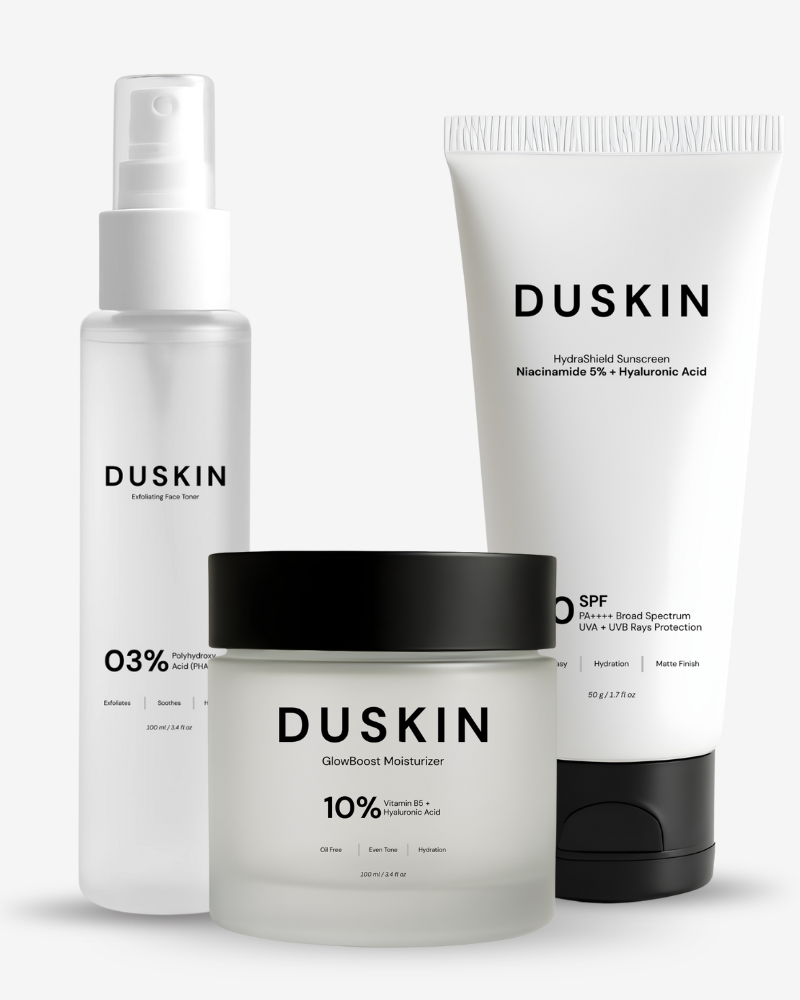 DUSKIN
Exfoliating Face Toner
03%
Polyhydroxy
Acid (PHA
Exfoliates
Soothes
100 ml / 3.4 fl oz
DUSKIN
GlowBoost Moisturizer
10%
Vitamin B5 +
Hyaluronic Acid
Oil Free
Even Tone
Hydration
100 ml / 3.4 fl oz
DUSKIN
HydraShield Sunscreen
Niacinamide 5% + Hyaluronic Acid
SPF
PA++++ Broad Spectrum
UVA + UVB Rays Protection
Hydration
Matte Finish
50 g / 1.7 fl oz